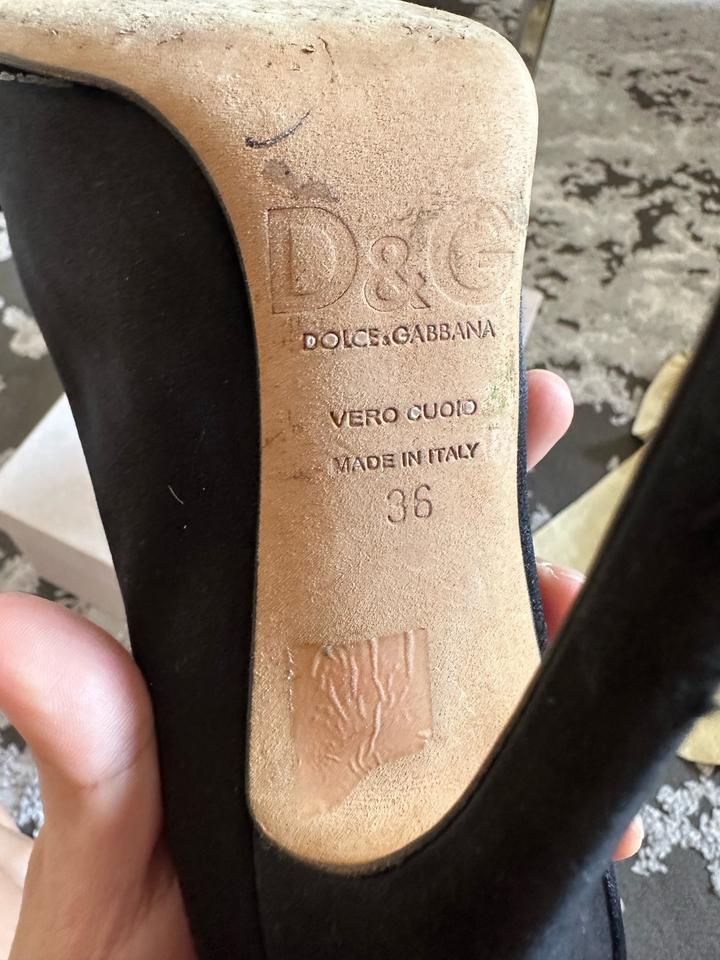 D&G
DOLCE&GABBANA
VERO CUOIO
MADE IN ITALY
36